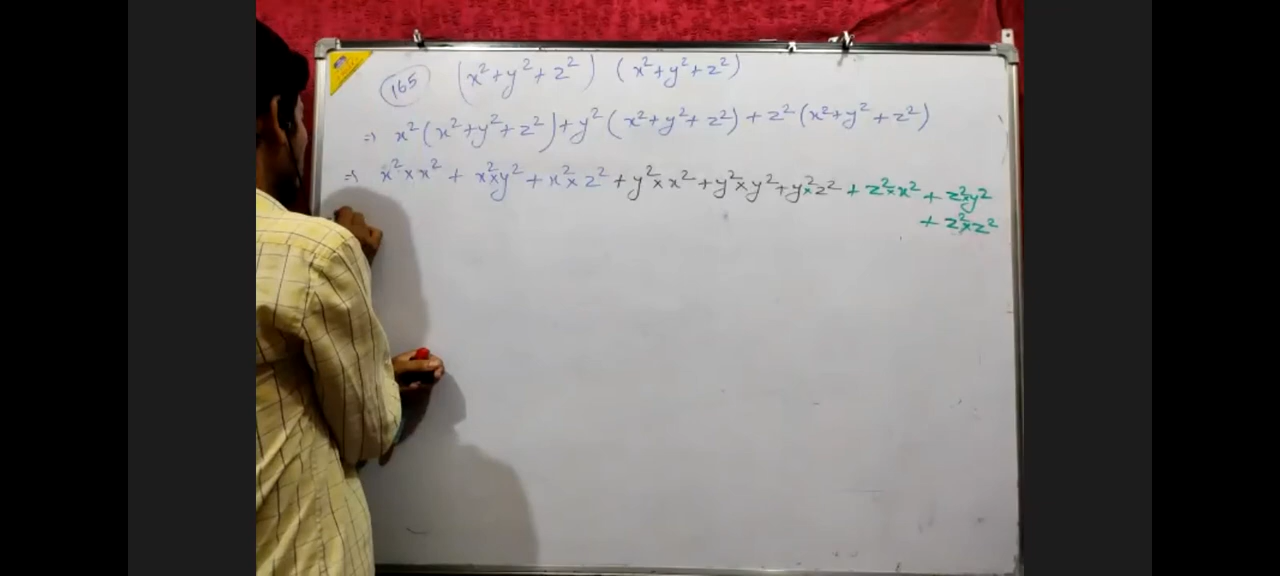 165 (x²+y²+z²) (x²+y²+z²)
⇒ x²(x²+y²+z²)+y²(x²+y²+z²)+z²(x²+y²+z²)
⇒ x²×x² + x²×y²+x²×z²+y²×x²+y²×y²+y²×z²+z²×x²+z²×y²
+z²×z²